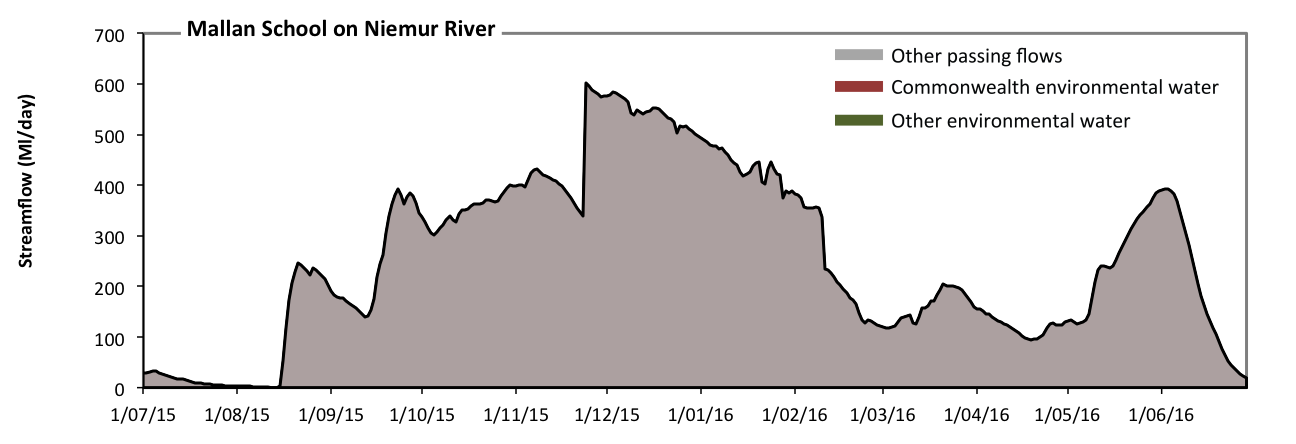 Mallan School on Niemur River
Streamflow (Ml/day)
700
600
500
400
300
200
100
0
Other passing flows
Commonwealth environmental water
Other environmental water
1/07/15 1/08/15 1/09/15 1/10/15 1/11/15 1/12/15 1/01/16 1/02/16 1/03/16 1/04/16 1/05/16 1/06/16